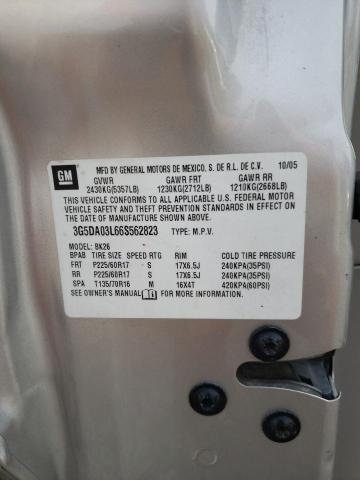 GM
MFD BY GENERAL MOTORS DE MEXICO, S. DE R.L. DE C.V. 10/05
GVWR GAWR FRT GAWR RR
2430KG(5357LB) 1230KG(2712LB) 1210KG(2668LB)
THIS VEHICLE CONFORMS TO ALL APPLICABLE U.S. FEDERAL MOTOR
VEHICLE SAFETY AND THEFT PREVENTION STANDARDS IN EFFECT ON
THE DATE OF MANUFACTURE SHOWN ABOVE.
3G5DA03L66S562823 TYPE: M.P.V.
MODEL: BK26
BPAB TIRE SIZE SPEED RTG RIM COLD TIRE PRESSURE
FRT P225/60R17 S 17X6.5J 240KPA(35PSI)
RR P225/60R17 S 17X6.5J 240KPA(35PSI)
SPA T135/70R16 M 16X4T 420KPA(60PSI)
SEE OWNER'S MANUAL FOR MORE INFORMATION.